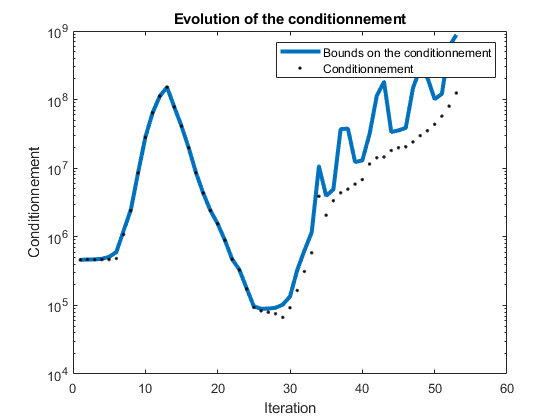 Evolution of the conditionnement
Bounds on the conditionnement
Conditionnement
10^9
10^8
10^7
10^6
10^5
10^4
Conditionnement
0 10 20 30 40 50 60
Iteration